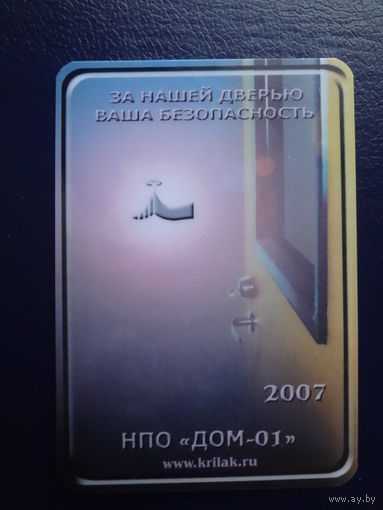 ЗА НАШЕЙ ДВЕРЬЮ
ВАША БЕЗОПАСНОСТЬ
2007
НПО «ДОМ-01»
www.krilak.ru
www.ay.by